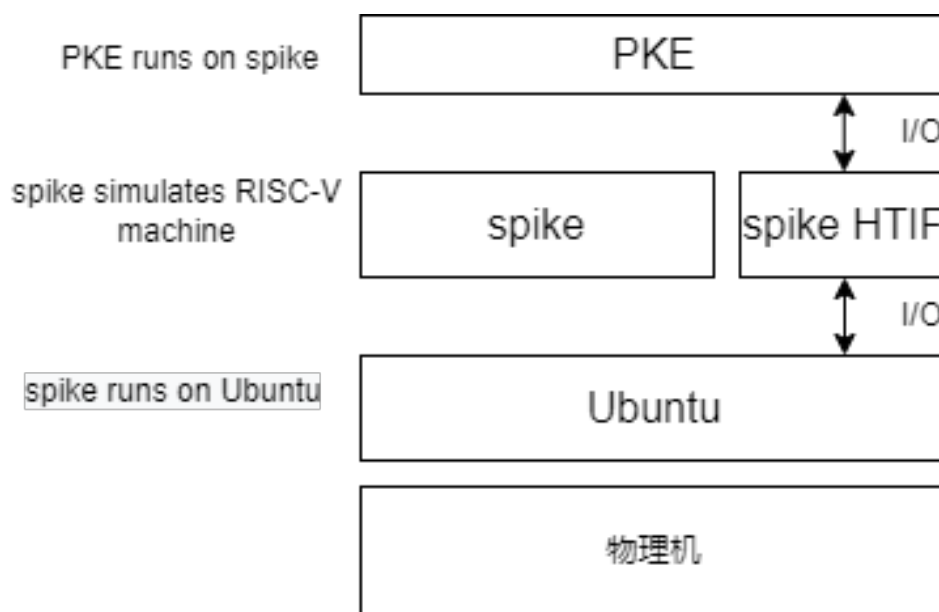 PKE runs on spike
PKE
I/O
spike simulates RISC-V
machine
spike
spike HTIF
I/O
spike runs on Ubuntu
Ubuntu
物理机